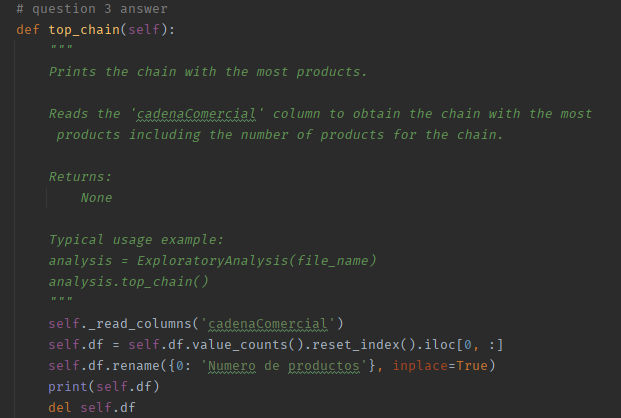 # question 3 answer
def top_chain(self):
    """
    Prints the chain with the most products.

    Reads the 'cadenaComercial' column to obtain the chain with the most
     products including the number of products for the chain.

    Returns:
        None

    Typical usage example:
    analysis = ExploratoryAnalysis(file_name)
    analysis.top_chain()
    """
    self._read_columns('cadenaComercial')
    self.df = self.df.value_counts().reset_index().iloc[0, :]
    self.df.rename({0: 'Numero de productos'}, inplace=True)
    print(self.df)
    del self.df